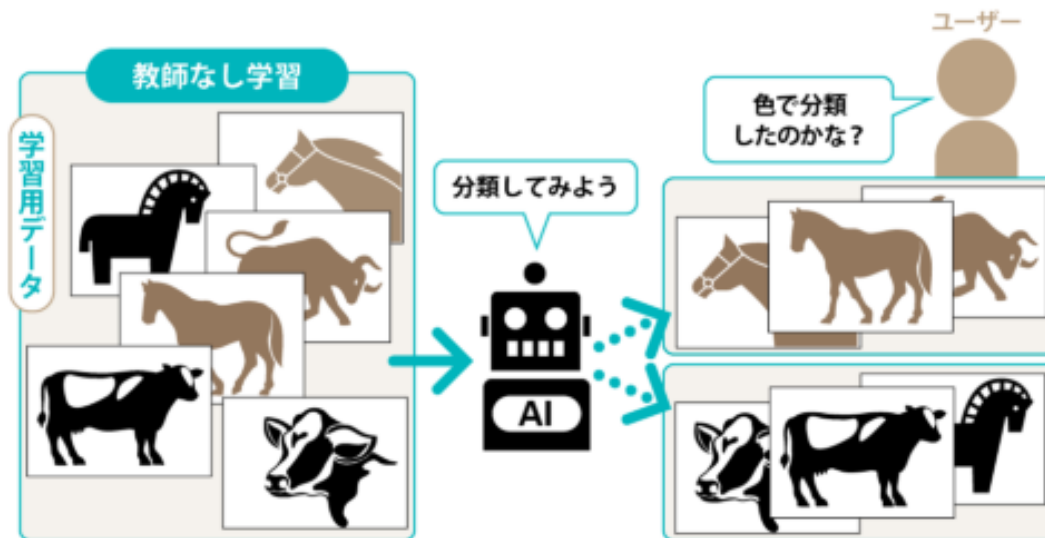 教師なし学習
学習用データ
分類してみよう
AI
ユーザー
色で分類
したのかな？